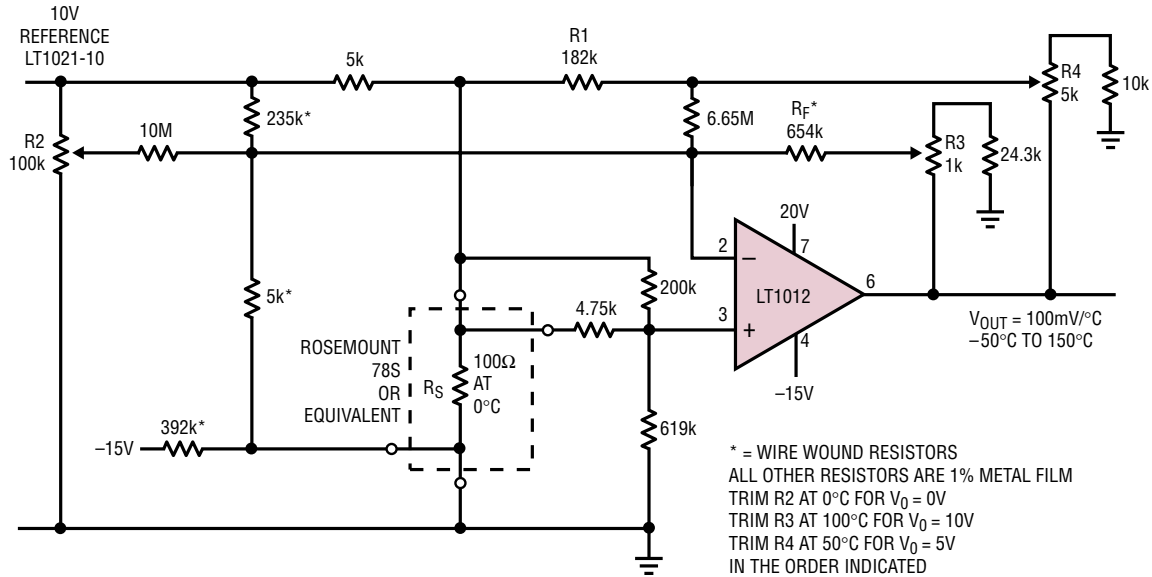 10V
REFERENCE
LT1021-10
5k
R1
182k
R4
5k
10k
235k*
6.65M
RF*
654k
R3
1k
24.3k
R2
100k
10M
20V
2
7
–
LT1012
6
3
+
4
–15V
5k*
200k
4.75k
VOUT = 100mV/°C
–50°C TO 150°C
ROSEMOUNT
78S
OR
EQUIVALENT
RS
100Ω
AT
0°C
392k*
–15V
619k
* = WIRE WOUND RESISTORS
ALL OTHER RESISTORS ARE 1% METAL FILM
TRIM R2 AT 0°C FOR V0 = 0V
TRIM R3 AT 100°C FOR V0 = 10V
TRIM R4 AT 50°C FOR V0 = 5V
IN THE ORDER INDICATED